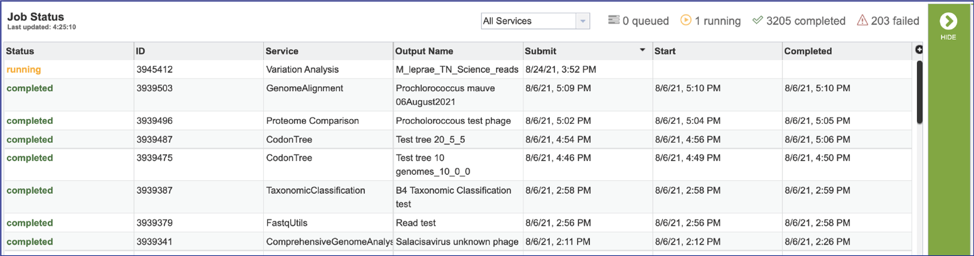 Job Status
Last updated: 4:25:10
All Services
0 queued
1 running
3205 completed
203 failed
HIDE
Status ID Service Output Name Submit Start Completed
running 3945412 Variation Analysis M_leprae_TN_Science_reads 8/24/21, 3:52 PM
completed 3939503 GenomeAlignment Prochlorococcus mauve 8/6/21, 5:09 PM 8/6/21, 5:10 PM 8/6/21, 5:10 PM
06August2021
completed 3939496 Proteome Comparison Procholoroccous test phage 8/6/21, 5:02 PM 8/6/21, 5:04 PM 8/6/21, 5:05 PM
completed 3939487 CodonTree Test tree 20_5_5 8/6/21, 4:54 PM 8/6/21, 4:56 PM 8/6/21, 5:06 PM
completed 3939475 CodonTree Test tree 10 8/6/21, 4:46 PM 8/6/21, 4:49 PM 8/6/21, 4:50 PM
genomes_10_0_0
completed 3939387 TaxonomicClassification B4 Taxonomic Classification 8/6/21, 2:58 PM 8/6/21, 2:58 PM 8/6/21, 2:59 PM
test
completed 3939379 FastqUtils Read test 8/6/21, 2:56 PM 8/6/21, 2:56 PM 8/6/21, 2:58 PM
completed 3939341 ComprehensiveGenomeAnalys Salacisavirus unknown phage 8/6/21, 2:11 PM 8/6/21, 2:12 PM 8/6/21, 2:26 PM